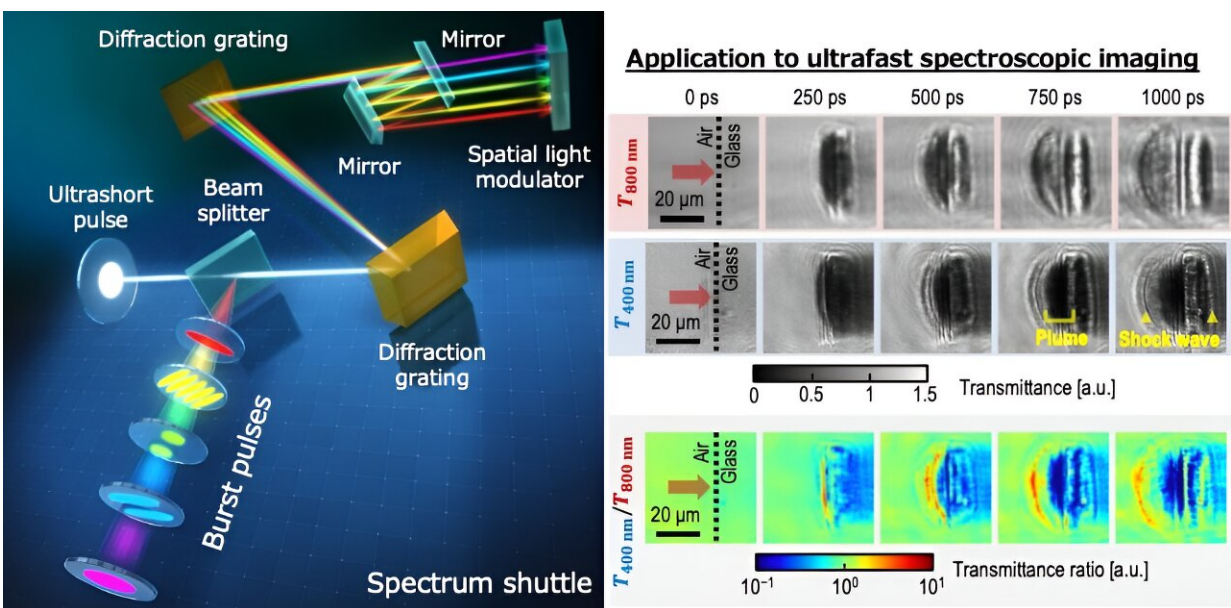 Diffraction grating
Mirror
Mirror
Spatial light
modulator
Ultrashort
pulse
Beam
splitter
Diffraction
grating
Burst pulses
Spectrum shuttle
Application to ultrafast spectroscopic imaging
0 ps
250 ps
500 ps
750 ps
1000 ps
T800 nm
Air
Glass
20 μm
T400 nm
Air
Glass
20 μm
Plume
Shock wave
0
0.5
1
1.5
Transmittance [a.u.]
T400 nm/T800 nm
Air
Glass
20 μm
10⁻¹
10⁰
10¹
Transmittance ratio [a.u.]